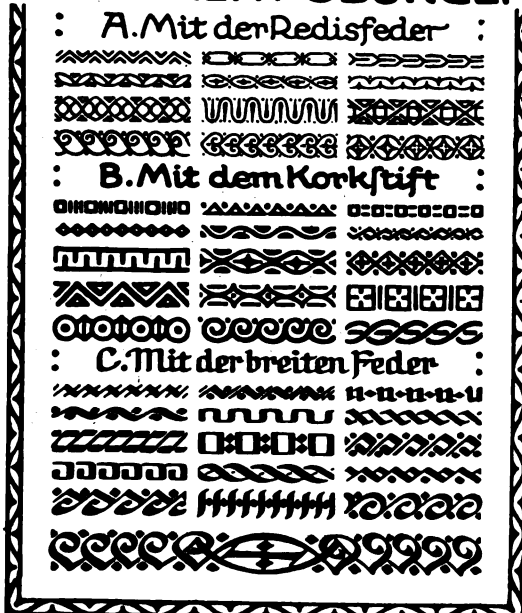 A. Mit der Redisfeder
B. Mit dem Korkſtift
C. Mit der breiten Feder